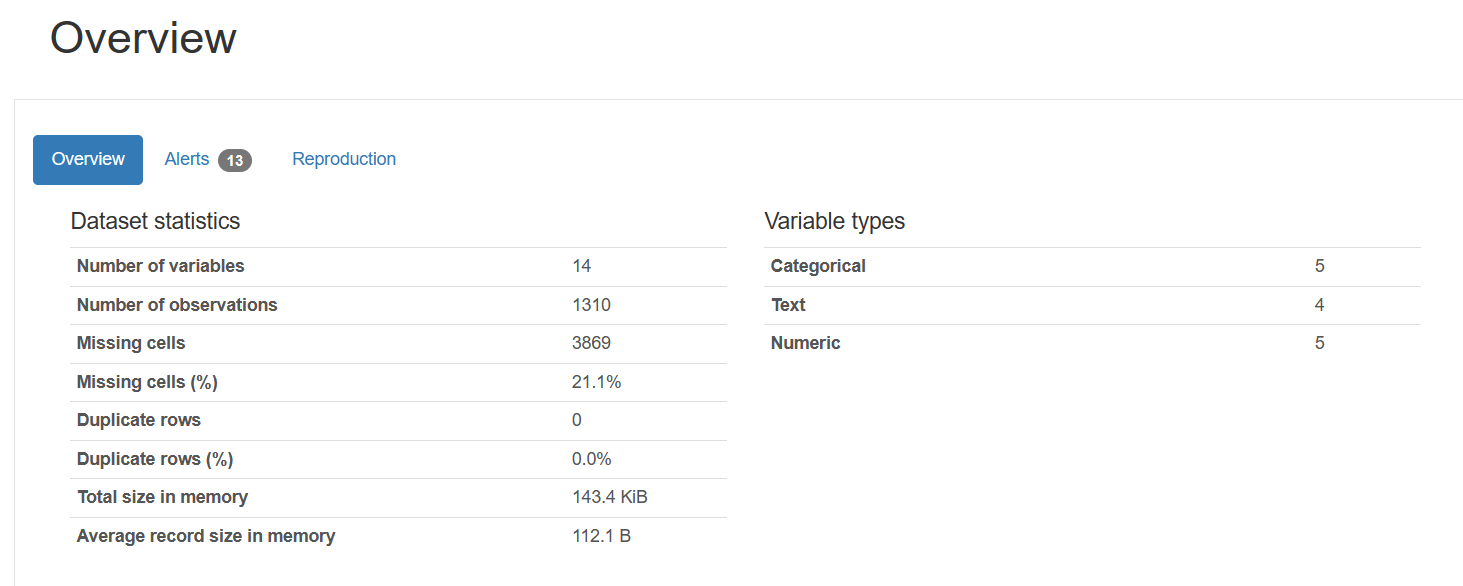 Overview
Overview Alerts 13 Reproduction
Dataset statistics
Number of variables 14
Number of observations 1310
Missing cells 3869
Missing cells (%) 21.1%
Duplicate rows 0
Duplicate rows (%) 0.0%
Total size in memory 143.4 KiB
Average record size in memory 112.1 B
Variable types
Categorical 5
Text 4
Numeric 5